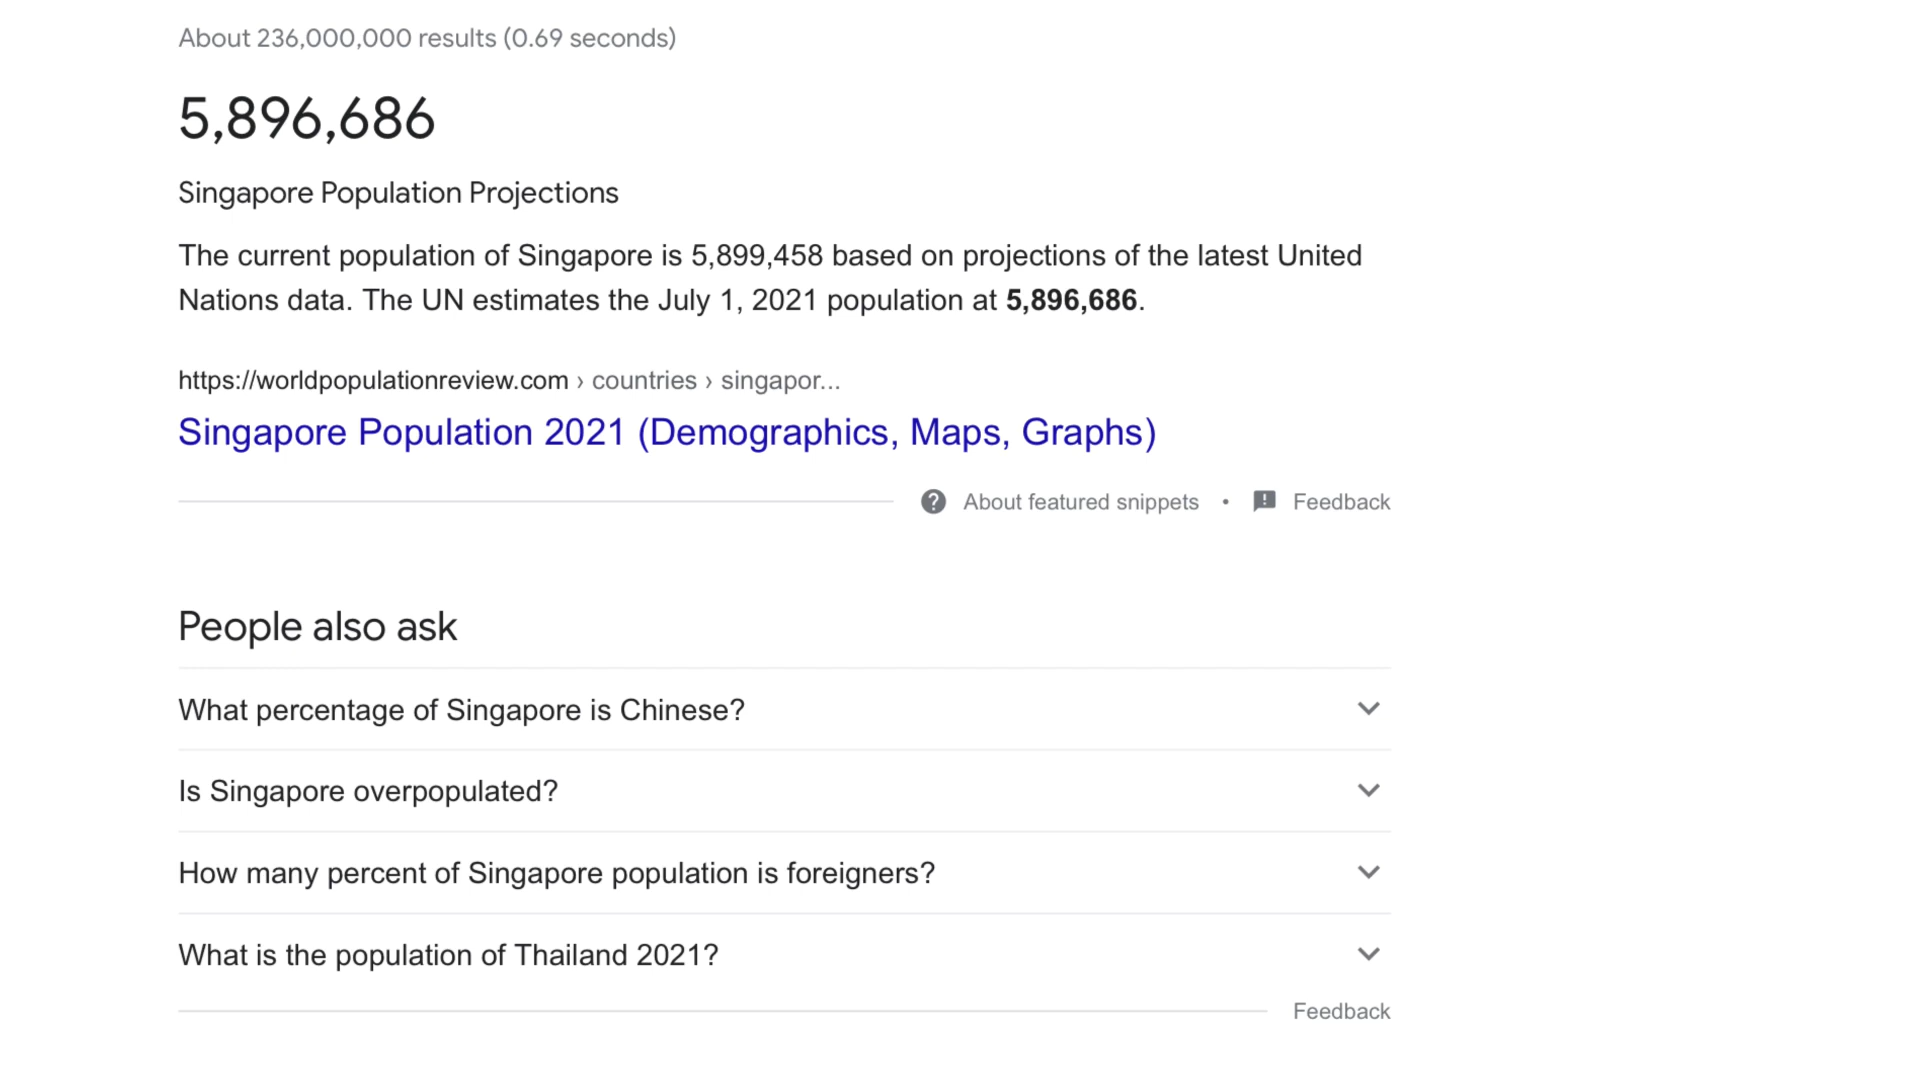 About 236,000,000 results (0.69 seconds)
5,896,686
Singapore Population Projections
The current population of Singapore is 5,899,458 based on projections of the latest United
Nations data. The UN estimates the July 1, 2021 population at 5,896,686.
https://worldpopulationreview.com › countries › singapor...
Singapore Population 2021 (Demographics, Maps, Graphs)
About featured snippets • Feedback
People also ask
What percentage of Singapore is Chinese?
Is Singapore overpopulated?
How many percent of Singapore population is foreigners?
What is the population of Thailand 2021?
Feedback